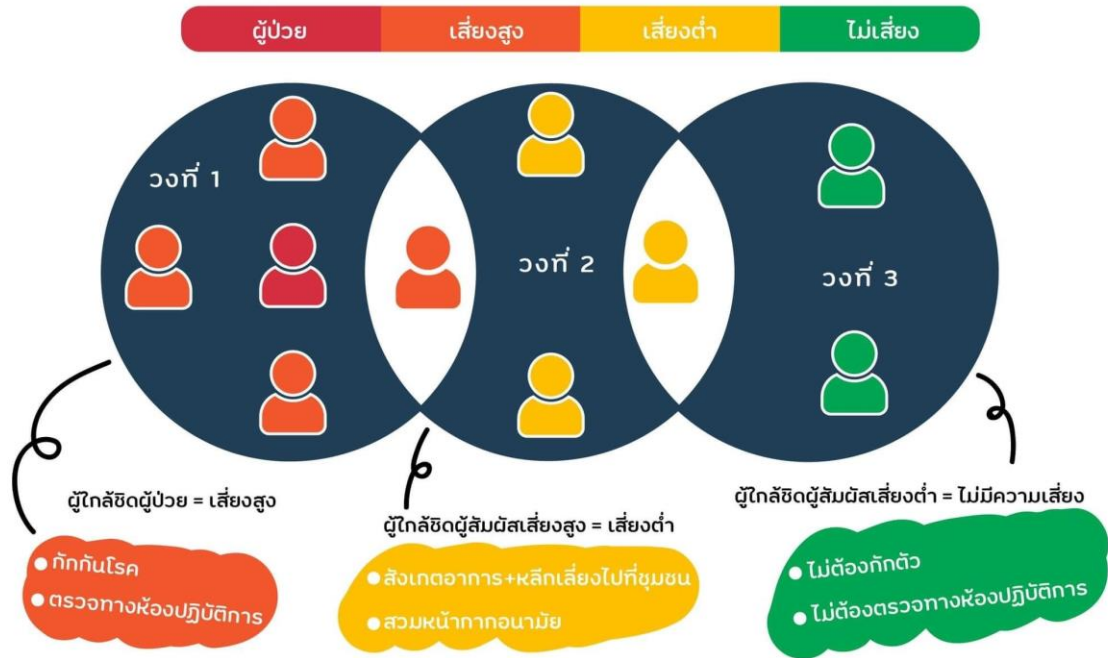 ผู้ป่วย
เสี่ยงสูง
เสี่ยงต่ำ
ไม่เสี่ยง
วงที่ 1
วงที่ 2
วงที่ 3
ผู้ใกล้ชิดผู้ป่วย = เสี่ยงสูง
กักกันโรค
ตรวจทางห้องปฏิบัติการ
ผู้ใกล้ชิดผู้สัมผัสเสี่ยงสูง = เสี่ยงต่ำ
สังเกตอาการ+หลีกเลี่ยงไปที่ชุมชน
สวมหน้ากากอนามัย
ผู้ใกล้ชิดผู้สัมผัสเสี่ยงต่ำ = ไม่มีความเสี่ยง
ไม่ต้องกักตัว
ไม่ต้องตรวจทางห้องปฏิบัติการ